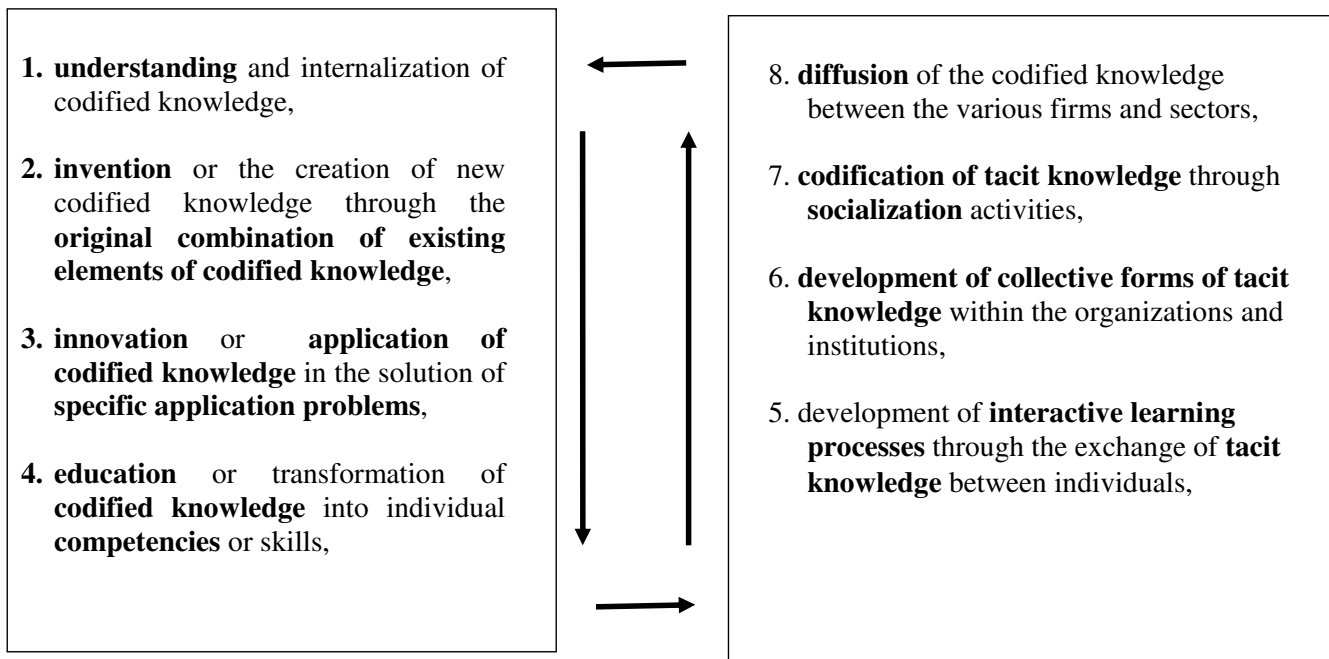 1. understanding and internalization of
codified knowledge,
2. invention or the creation of new
codified knowledge through the
original combination of existing
elements of codified knowledge,
3. innovation or application of
codified knowledge in the solution of
specific application problems,
4. education or transformation of
codified knowledge into individual
competencies or skills,
8. diffusion of the codified knowledge
between the various firms and sectors,
7. codification of tacit knowledge through
socialization activities,
6. development of collective forms of tacit
knowledge within the organizations and
institutions,
5. development of interactive learning
processes through the exchange of tacit
knowledge between individuals,